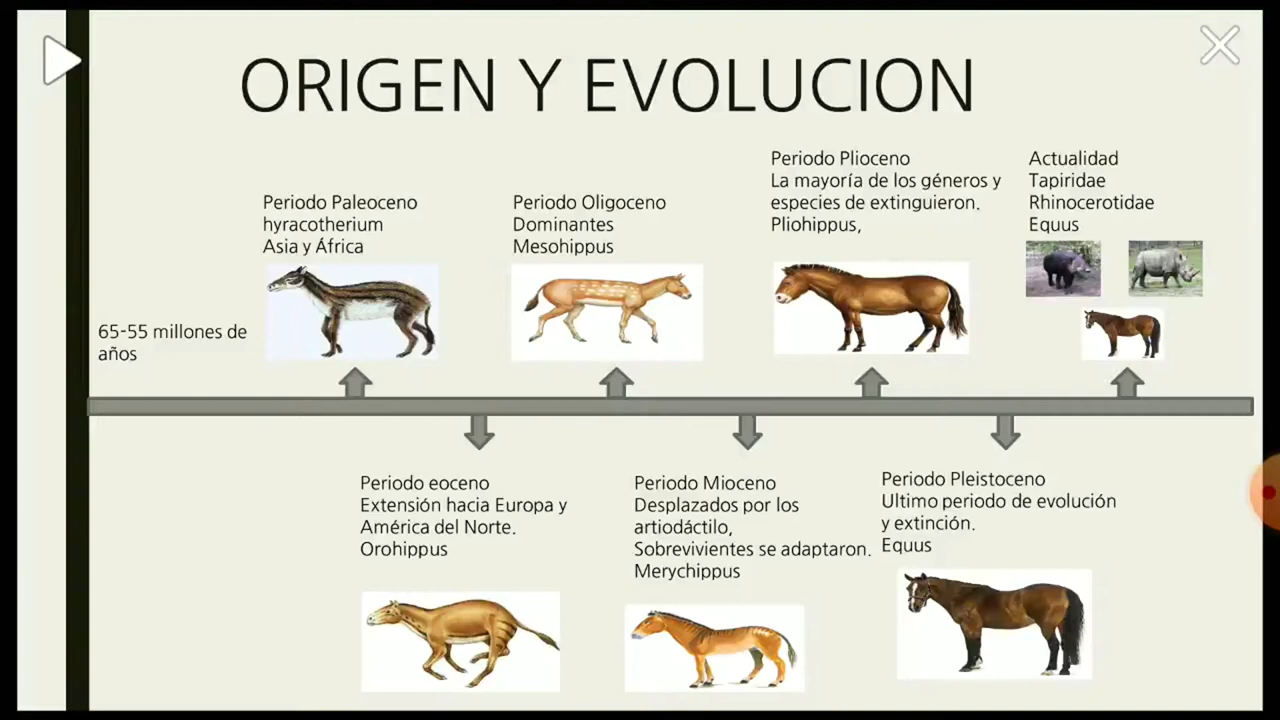 ORIGEN Y EVOLUCION
Periodo Paleoceno
hyracotherium
Asia y África
Periodo Oligoceno
Dominantes
Mesohippus
Periodo Plioceno
La mayoría de los géneros y
especies de extinguieron.
Pliohippus,
Actualidad
Tapiridae
Rhinocerotidae
Equus
65-55 millones de
años
Periodo eoceno
Extensión hacia Europa y
América del Norte.
Orohippus
Periodo Mioceno
Desplazados por los
artiodáctilo,
Sobrevivientes se adaptaron.
Merychippus
Periodo Pleistoceno
Ultimo periodo de evolución
y extinción.
Equus